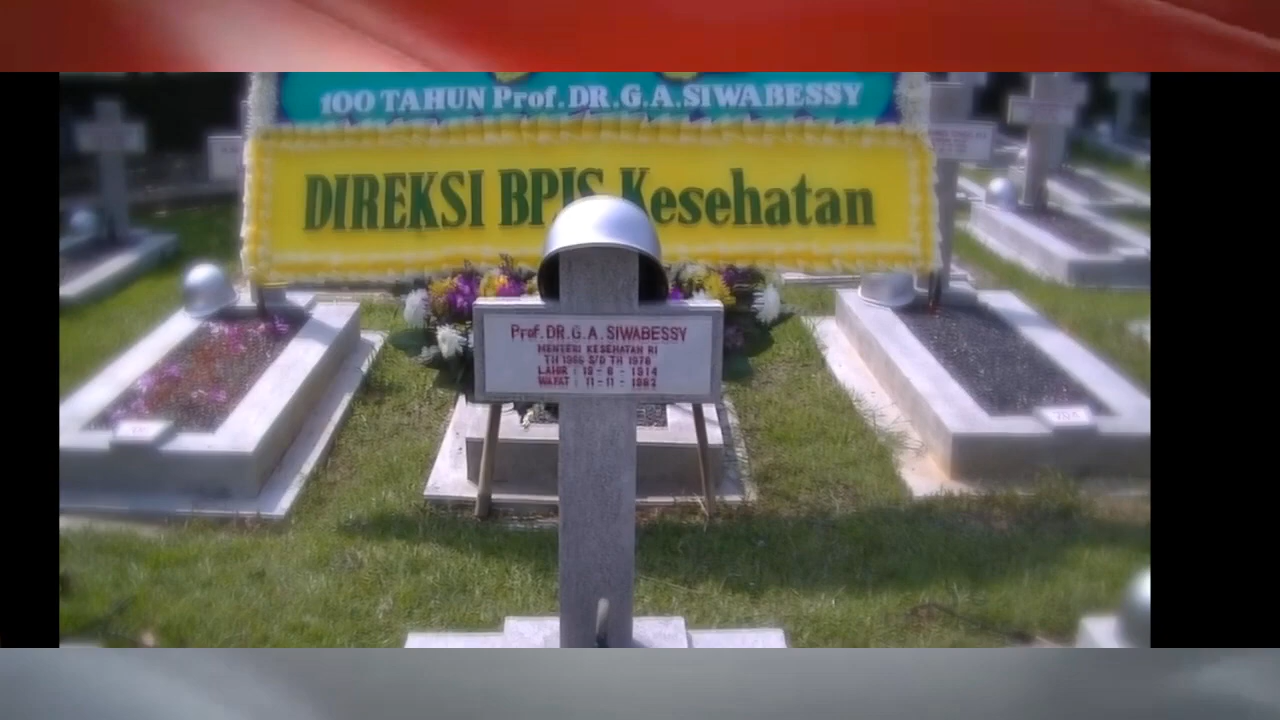 100 TAHUN Prof.DR.G.A.SIWABESSY
DIREKSI BPJS Kesehatan
Prof.DR.G.A.SIWABESSY
MENTERI KESEHATAN RI
TH 1966 S/D TH 1978
LAHIR : 19 - 8 - 1914
WAFAT : 11 - 11 - 1982